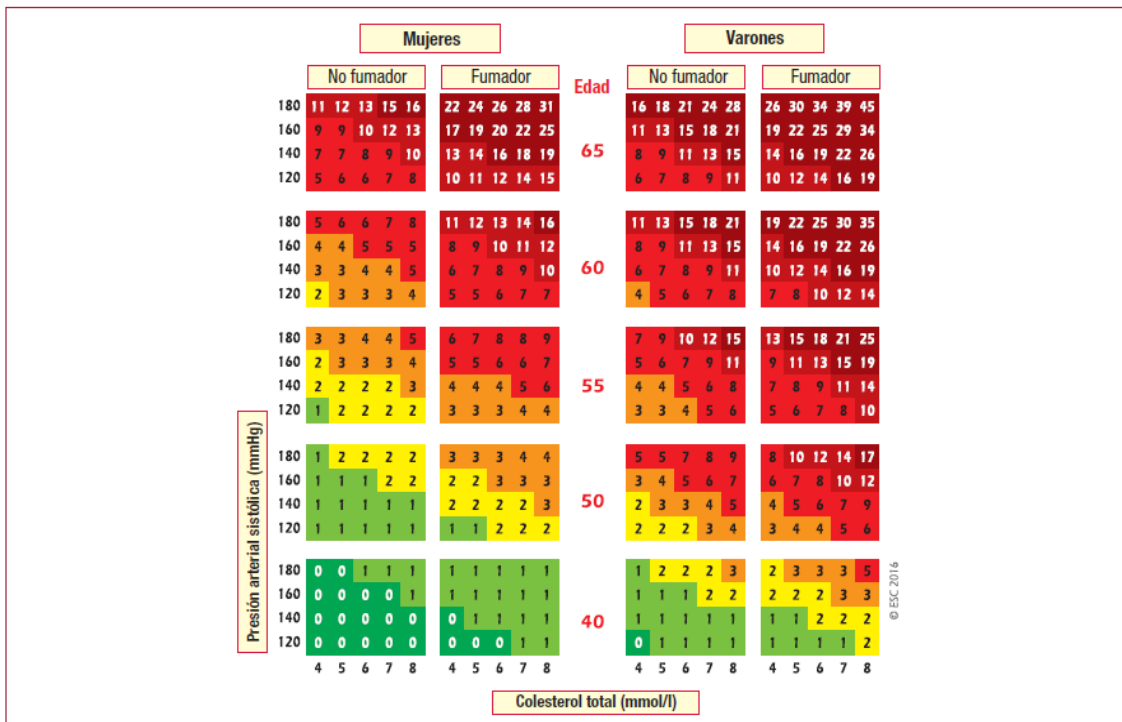 Mujeres Varones
No fumador Fumador Edad No fumador Fumador
180 11 12 13 15 16 22 24 26 28 31 16 18 21 24 28 26 30 34 39 45
160 9 9 10 12 13 17 19 20 22 25 11 13 15 18 21 19 22 25 29 34
140 7 7 8 9 10 13 14 16 18 19 65 8 9 11 13 15 14 16 19 22 26
120 5 6 6 7 8 10 11 12 14 15 6 7 8 9 11 10 12 14 16 19
180 5 6 6 7 8 11 12 13 14 16 11 13 15 18 21 19 22 25 30 35
160 4 4 5 5 5 8 9 10 11 12 8 9 11 13 15 14 16 19 22 26
140 3 3 4 4 5 6 7 8 9 10 60 6 7 8 9 11 10 12 14 16 19
120 2 3 3 3 4 5 5 6 7 7 4 5 6 7 8 7 8 10 12 14
180 3 3 4 4 5 6 7 8 8 9 7 9 10 12 15 13 15 18 21 25
160 2 3 3 3 4 5 5 6 6 7 5 6 7 9 11 9 11 13 15 19
140 2 2 2 2 3 4 4 4 5 6 55 4 4 5 6 8 7 8 9 11 14
120 1 2 2 2 2 3 3 3 4 4 3 3 4 5 6 5 6 7 8 10
180 1 2 2 2 2 3 3 3 4 4 5 5 7 8 9 8 10 12 14 17
160 1 1 1 2 2 2 2 3 3 3 3 4 5 6 7 6 7 8 10 12
140 1 1 1 1 1 2 2 2 2 3 50 2 3 3 4 5 4 5 6 7 9
120 1 1 1 1 1 1 1 2 2 2 2 2 2 3 4 3 4 4 5 6
180 0 0 1 1 1 1 1 1 1 1 1 2 2 2 3 2 3 3 3 5
160 0 0 0 0 1 1 1 1 1 1 1 1 1 2 2 2 2 2 3 3
140 0 0 0 0 0 0 1 1 1 1 40 1 1 1 1 1 1 1 2 2 2
120 0 0 0 0 0 0 0 0 1 1 0 1 1 1 1 1 1 1 1 2
4 5 6 7 8 4 5 6 7 8 4 5 6 7 8 4 5 6 7 8
Colesterol total (mmol/l)
Presión arterial sistólica (mmHg)
© ESC 2016